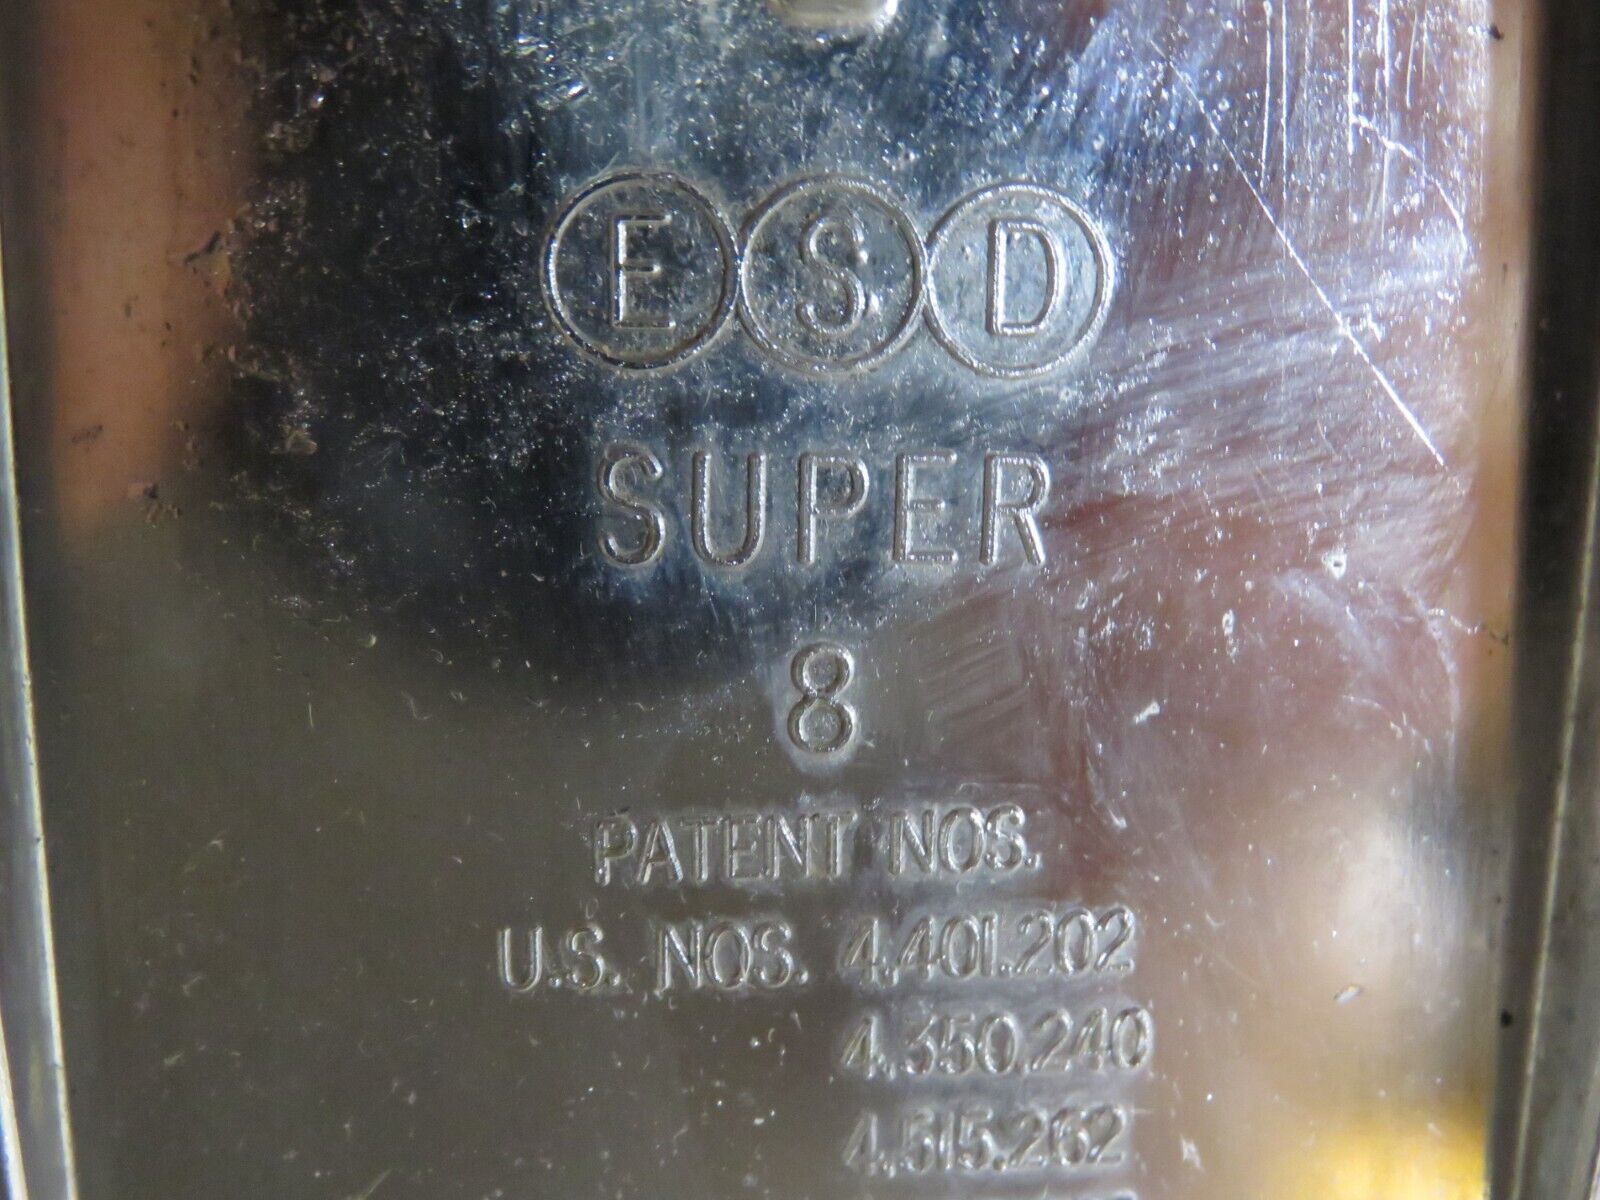 ESD
SUPER
8
PATENT NOS.
U.S. NOS. 4,401,202
4,350,240
4,515,262